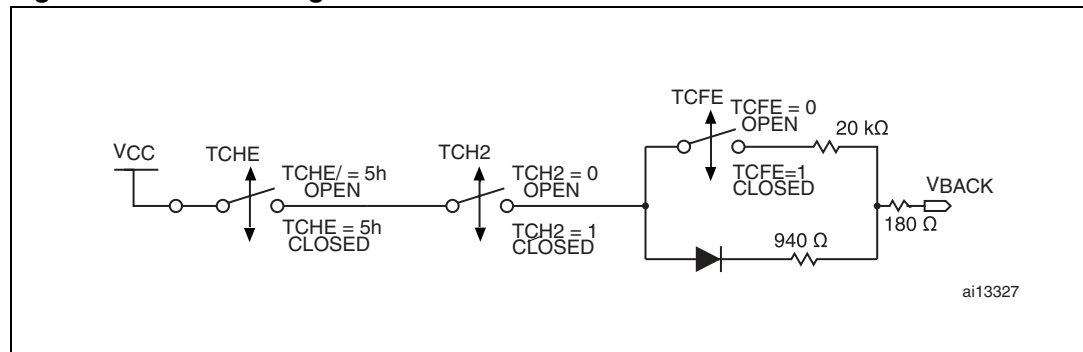 VCC
TCHE
TCHE/ = 5h
OPEN
TCHE = 5h
CLOSED
TCH2
TCH2 = 0
OPEN
TCH2 = 1
CLOSED
TCFE
TCFE = 0
OPEN
TCFE=1
CLOSED
20 kΩ
940 Ω
VBACK
180 Ω
ai13327